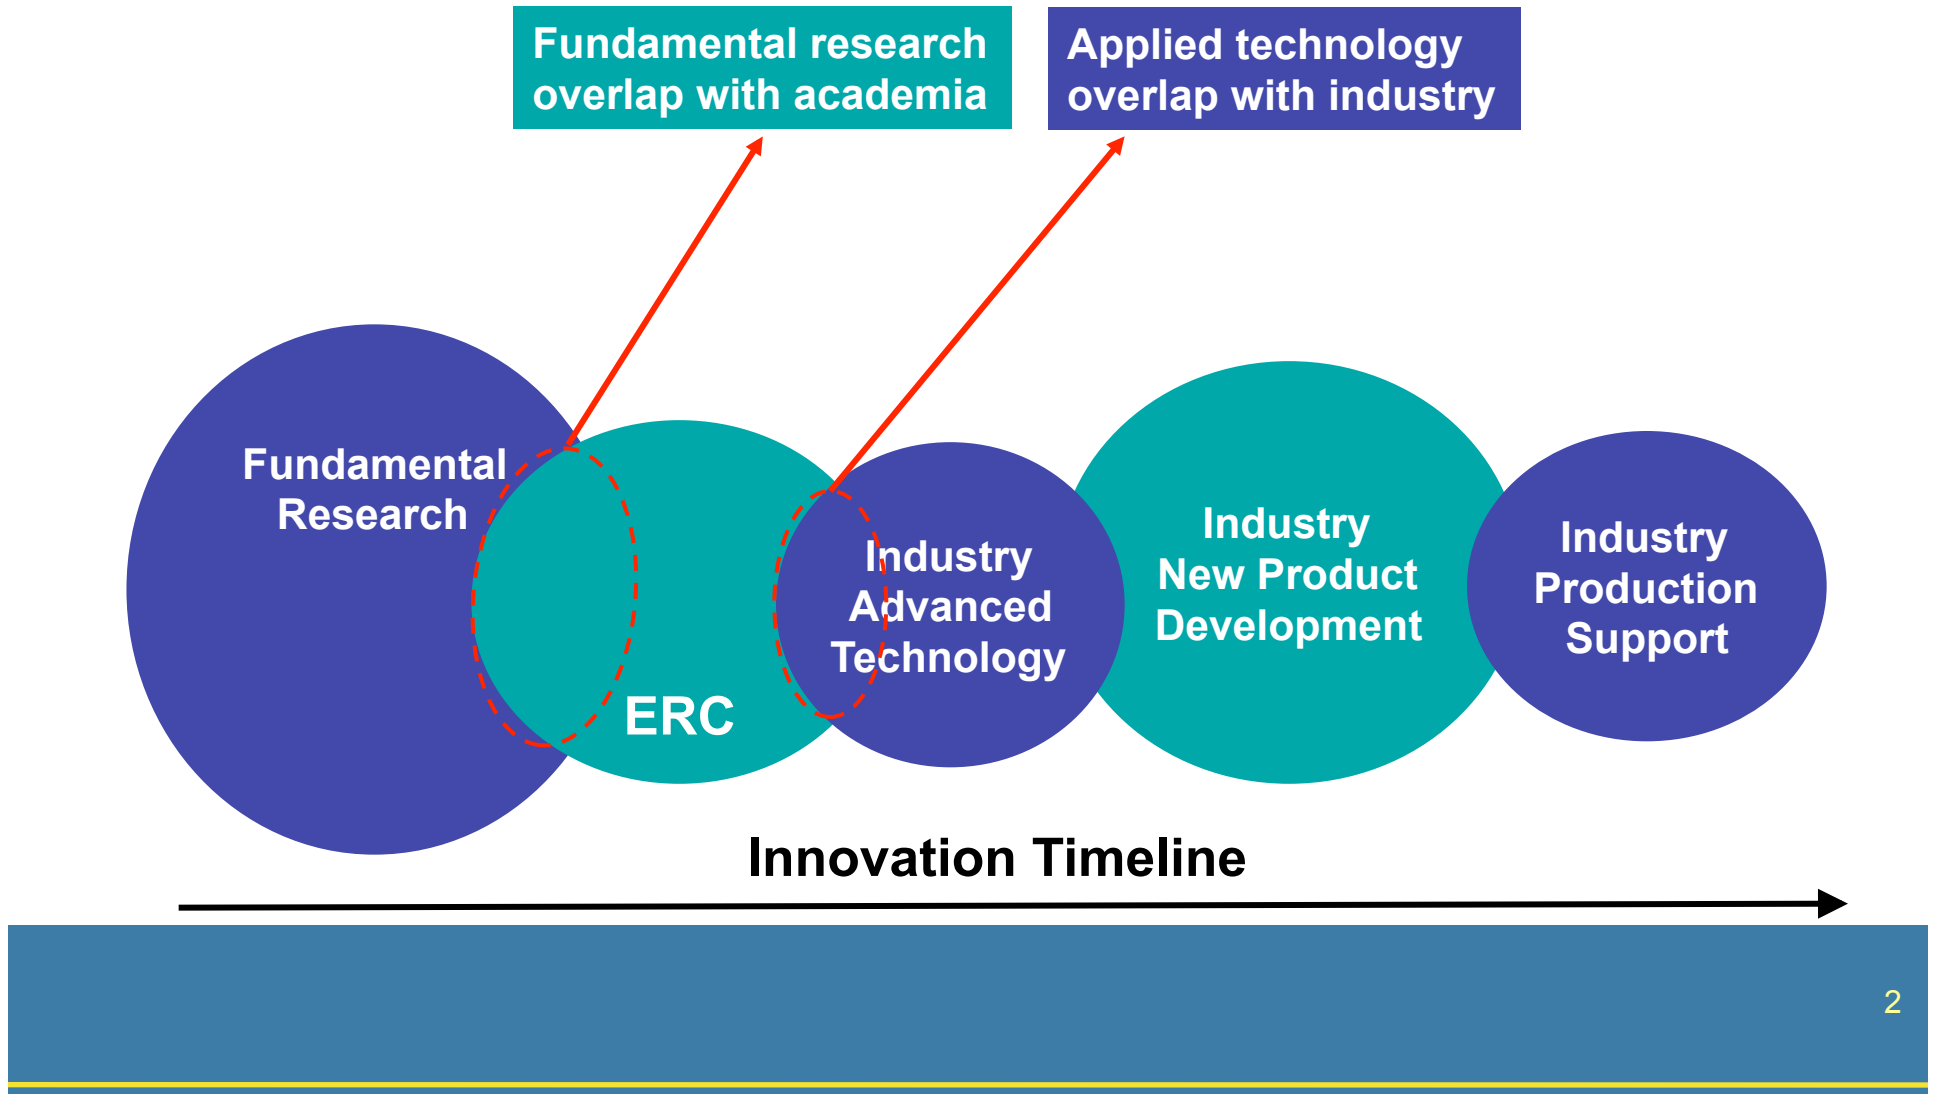 Fundamental research
overlap with academia
Applied technology
overlap with industry
Fundamental
Research
ERC
Industry
Advanced
Technology
Industry
New Product
Development
Industry
Production
Support
Innovation Timeline
2